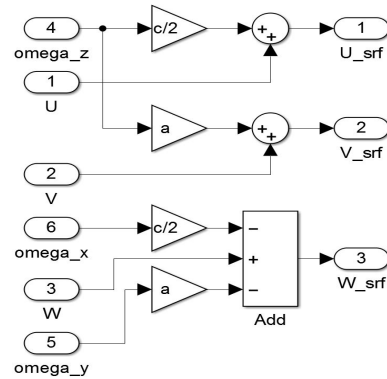 4
c/2
+
+
1
omega_z
U_srf
1
U
a
+
+
2
V_srf
2
V
6
c/2
−
omega_x
3
+
3
W
W_srf
a
−
5
Add
omega_y